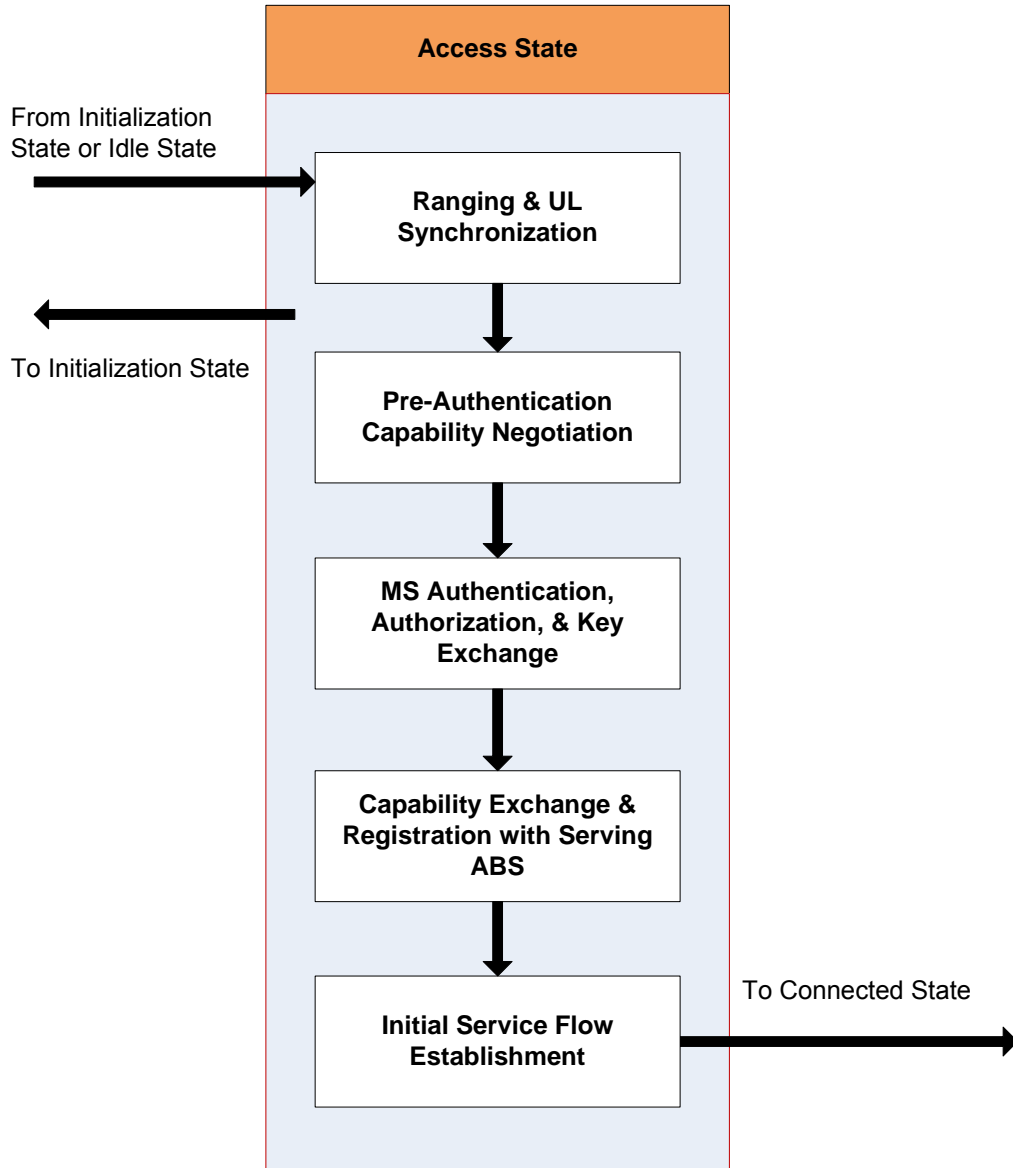 Access State
From Initialization
State or Idle State
Ranging & UL
Synchronization
To Initialization State
Pre-Authentication
Capability Negotiation
MS Authentication,
Authorization, & Key
Exchange
Capability Exchange &
Registration with Serving
ABS
To Connected State
Initial Service Flow
Establishment